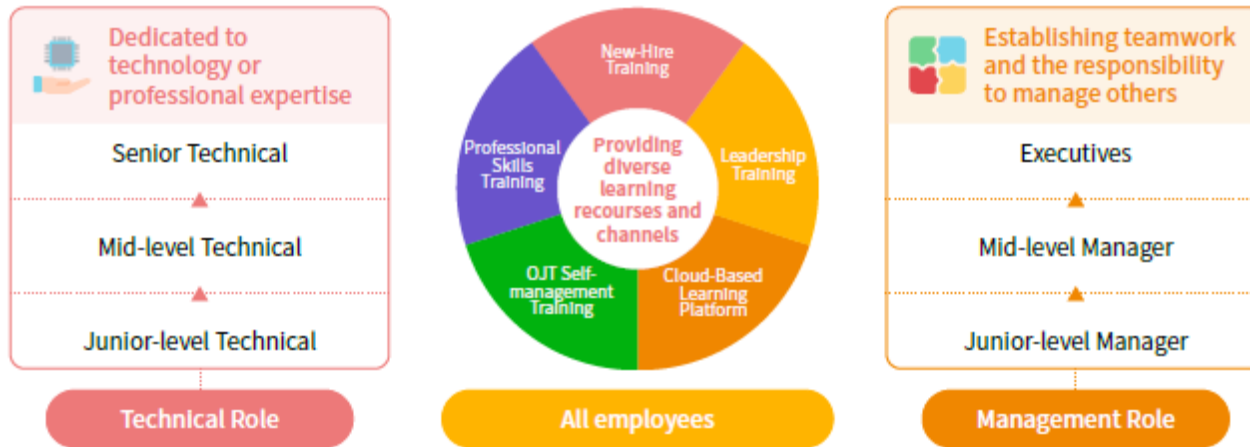 Dedicated to
technology or
professional expertise
Senior Technical
Mid-level Technical
Junior-level Technical
Technical Role
New-Hire
Training
Professional
Skills
Training
Leadership
Training
OJT Self-
management
Training
Cloud-Based
Learning
Platform
Providing
diverse
learning
recourses and
channels
All employees
Establishing teamwork
and the responsibility
to manage others
Executives
Mid-level Manager
Junior-level Manager
Management Role